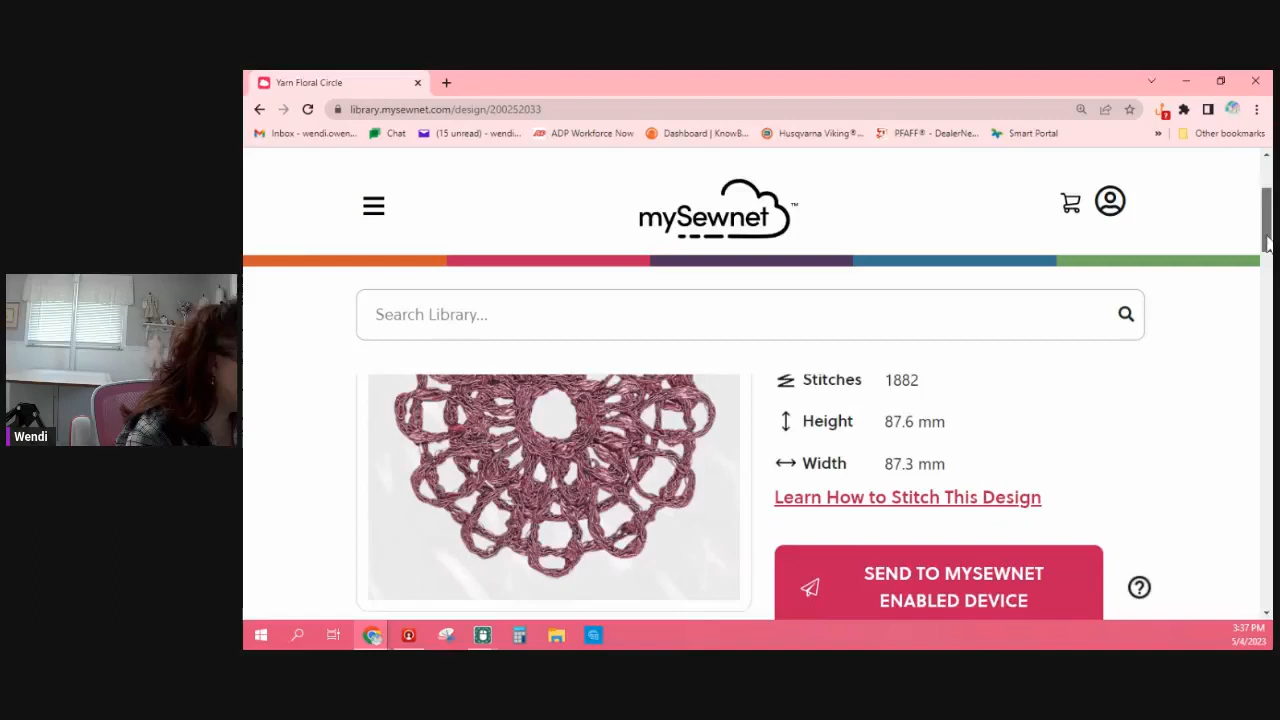 Yarn Floral Circle
library.mysewnet.com/design/200252033
7
Inbox - wendi.owen...
Chat
(15 unread) - wendi...
ADP Workforce Now
Dashboard | KnowB...
Husqvarna Viking®...
PFAFF® - DealerNe...
Smart Portal
»
Other bookmarks
mySewnet™
Search Library...
Stitches 1882
Height 87.6 mm
Width 87.3 mm
Learn How to Stitch This Design
SEND TO MYSEWNET
ENABLED DEVICE
?
Wendi
3:37 PM
5/4/2023